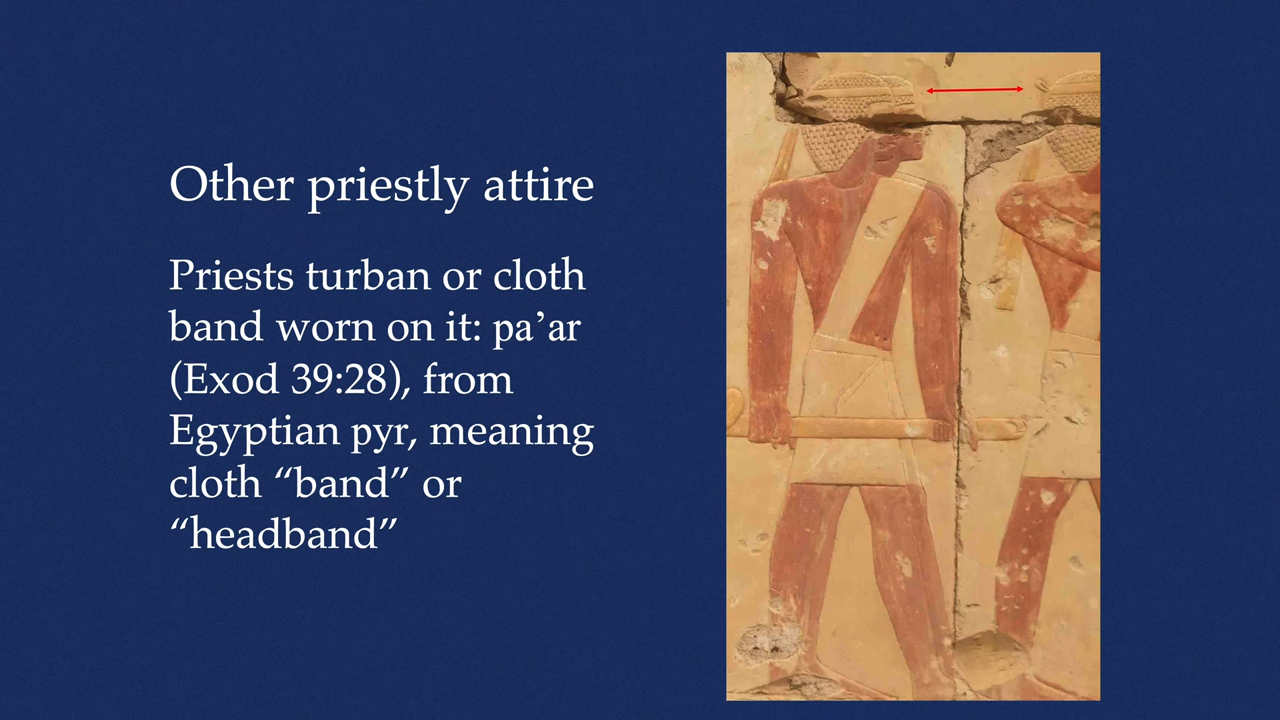 Other priestly attire
Priests turban or cloth
band worn on it: pa’ar
(Exod 39:28), from
Egyptian pyr, meaning
cloth “band” or
“headband”